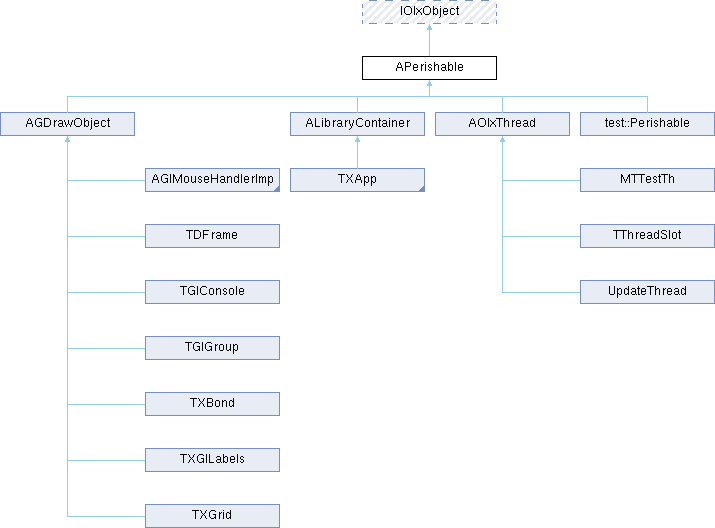 IOlxObject
APerishable
AGDrawObject
ALibraryContainer
AOlxThread
test::Perishable
AGlMouseHandlerImp
TXApp
MTTestTh
TDFrame
TThreadSlot
TGlConsole
UpdateThread
TGlGroup
TXBond
TXGlLabels
TXGrid